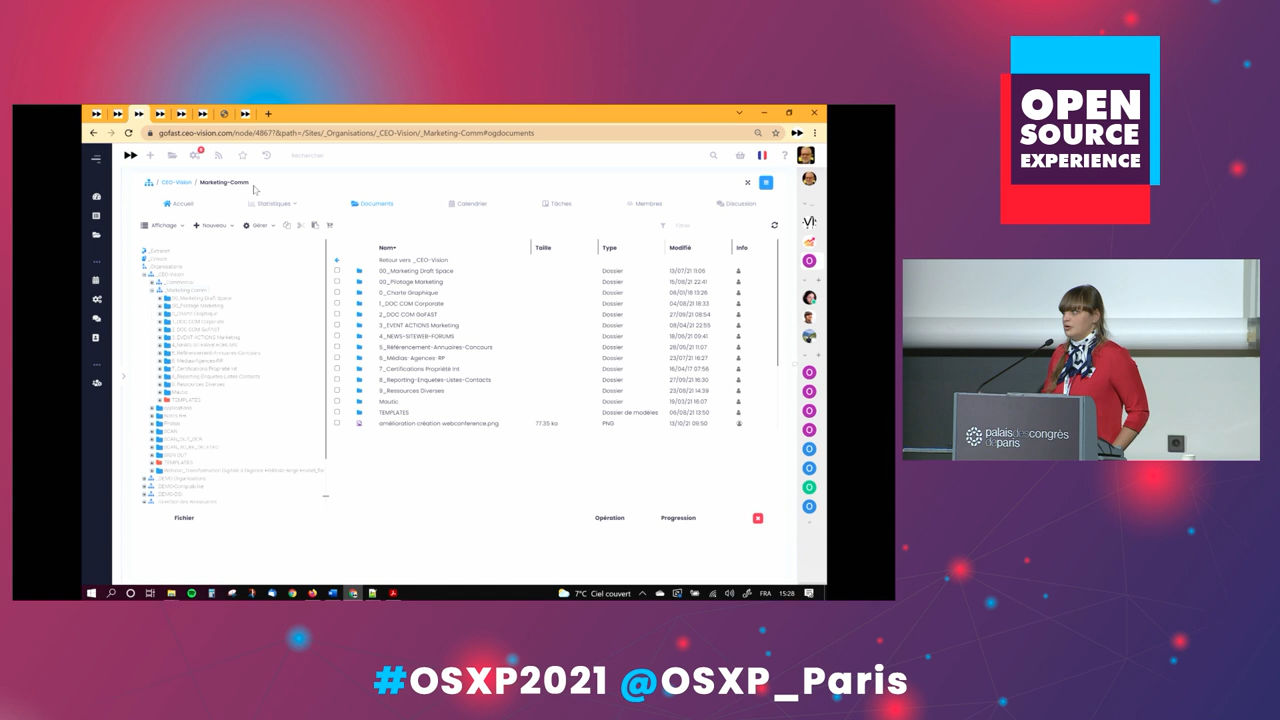 OPEN
SOURCE
EXPERIENCE
gofast.ceo-vision.com/node/48677&path=/Sites/_Organisations/_CEO-Vision/_Marketing-Comm#ogdocuments
Rechercher
/ CEO-Vision / Marketing-Comm
Accueil
Statistiques
Documents
Calendrier
Tâches
Membres
Discussion
Affichage
Nouveau
Gérer
Filtrer
Nom
Taille
Type
Modifié
Info
Retour vers _CEO-Vision
00_Marketing Draft Space Dossier 13/07/21 11:06
00_Pilotage Marketing Dossier 15/08/21 22:41
0_Charte Graphique Dossier 06/01/18 13:26
1_DOC COM Corporate Dossier 04/08/21 18:33
2_DOC COM GoFAST Dossier 27/09/21 08:54
3_EVENT ACTIONS Marketing Dossier 08/04/21 22:55
4_NEWS-SITEWEB-FORUMS Dossier 18/06/21 09:41
5_Référencement-Annuaires-Concours Dossier 28/06/21 11:07
6_Médias-Agences-RP Dossier 23/07/21 16:27
7_Certifications Propriété Int Dossier 16/04/17 07:56
8_Reporting-Enquetes-Listes-Contacts Dossier 27/09/21 16:30
9_Ressources Diverses Dossier 23/09/21 14:39
Mautic Dossier 19/03/21 16:07
TEMPLATES Dossier de modèles 06/08/21 13:50
amélioration création webconference.png 77.35 ko PNG 13/10/21 09:50
Fichier
Opération
Progression
7°C Ciel couvert
FRA
15:28
palais des congrès
de paris
#OSXP2021 @OSXP_Paris